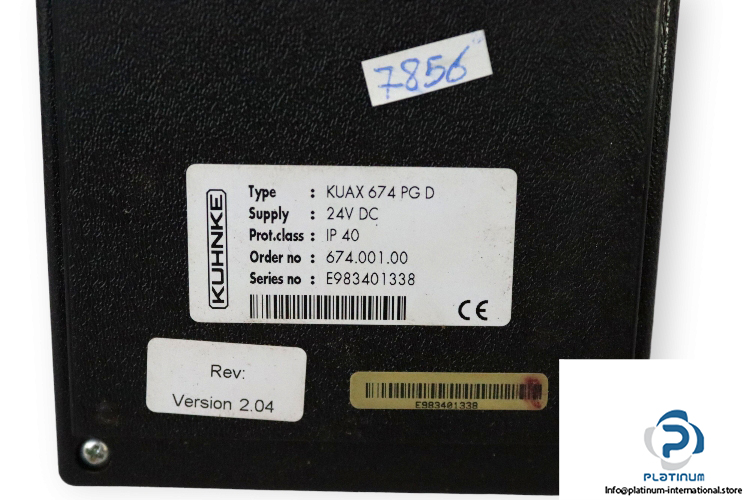 7856
KUHNKE
Type : KUAX 674 PG D
Supply : 24V DC
Prot.class : IP 40
Order no : 674.001.00
Series no : E983401338
CE
Rev:
Version 2.04
E983401338
PLATINUM
Info@platinum-international.store